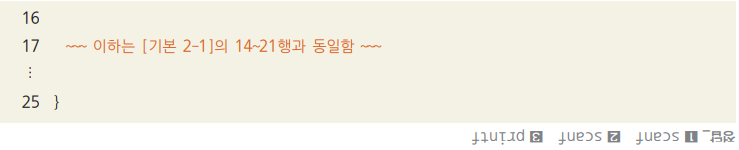 16
17 ~~~ 이하는 [기본 2-1]의 14~21행과 동일함 ~~~
⋮
25 }
정답_ 1 scanf 2 scanf 3 printf